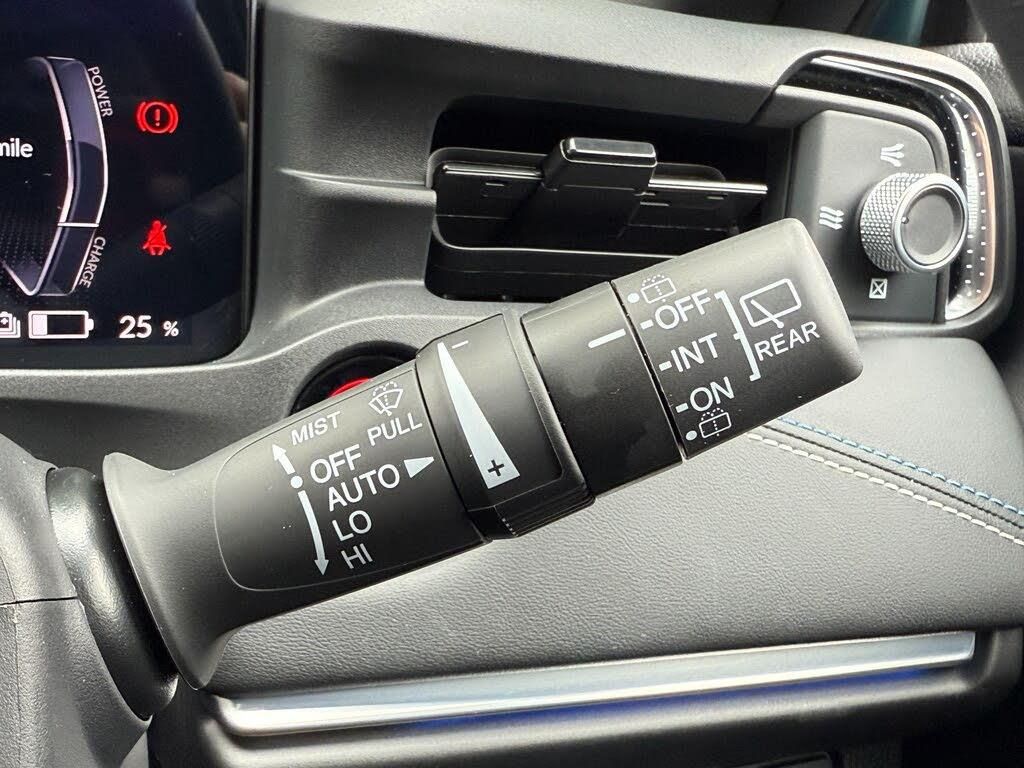 POWER
mile
CHARGE
25 %
MIST
PULL
OFF
AUTO
LO
HI
−
+
OFF
INT
ON
REAR